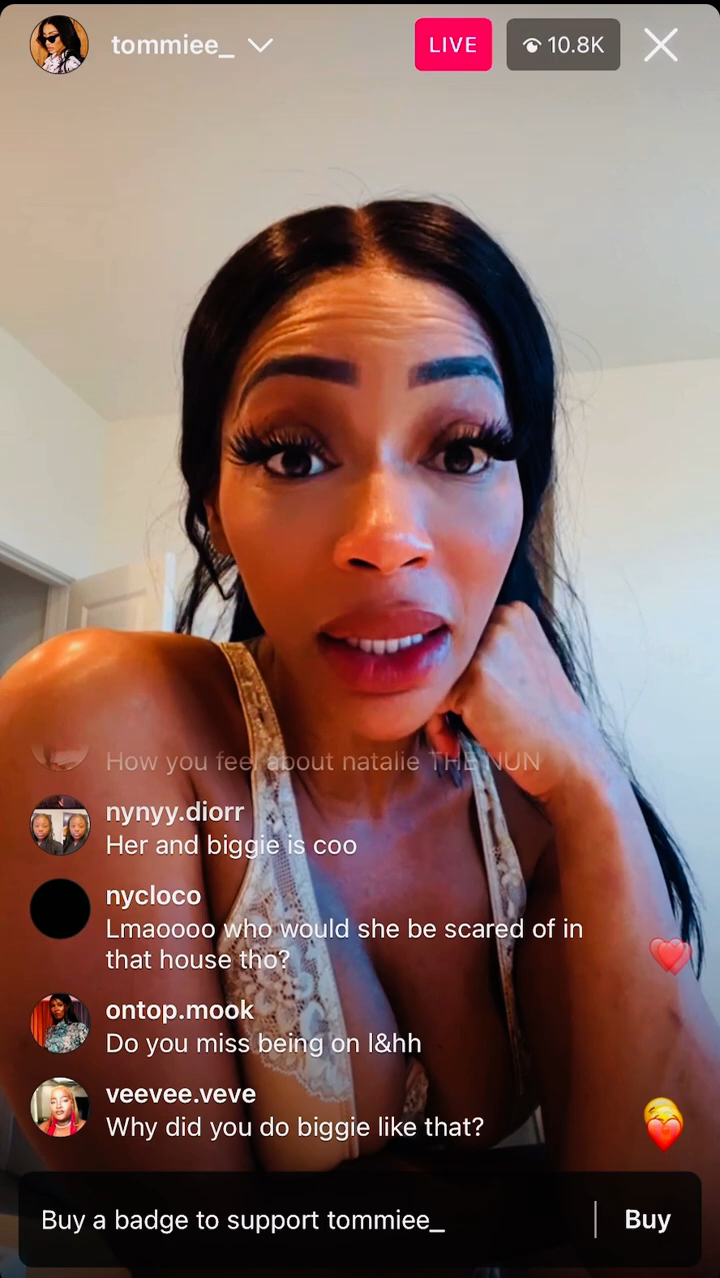 tommiee_
LIVE
10.8K
How you feel about natalie THE NUN
nynyy.diorr
Her and biggie is coo
nycloco
Lmaoooo who would she be scared of in
that house tho?
ontop.mook
Do you miss being on l&hh
veevee.veve
Why did you do biggie like that?
Buy a badge to support tommiee_
Buy